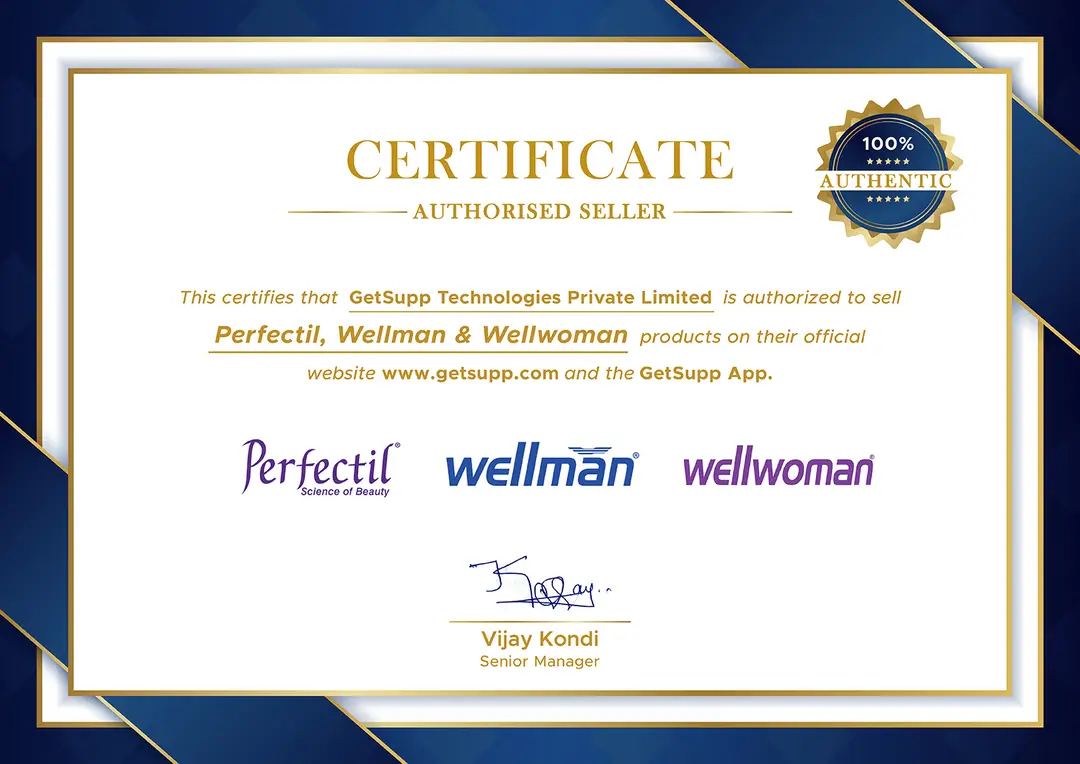 CERTIFICATE
AUTHORISED SELLER
100%
AUTHENTIC
This certifies that GetSupp Technologies Private Limited is authorized to sell
Perfectil, Wellman & Wellwoman products on their official
website www.getsupp.com and the GetSupp App.
Perfectil®
Science of Beauty
wellman®
wellwoman®
Vijay Kondi
Senior Manager